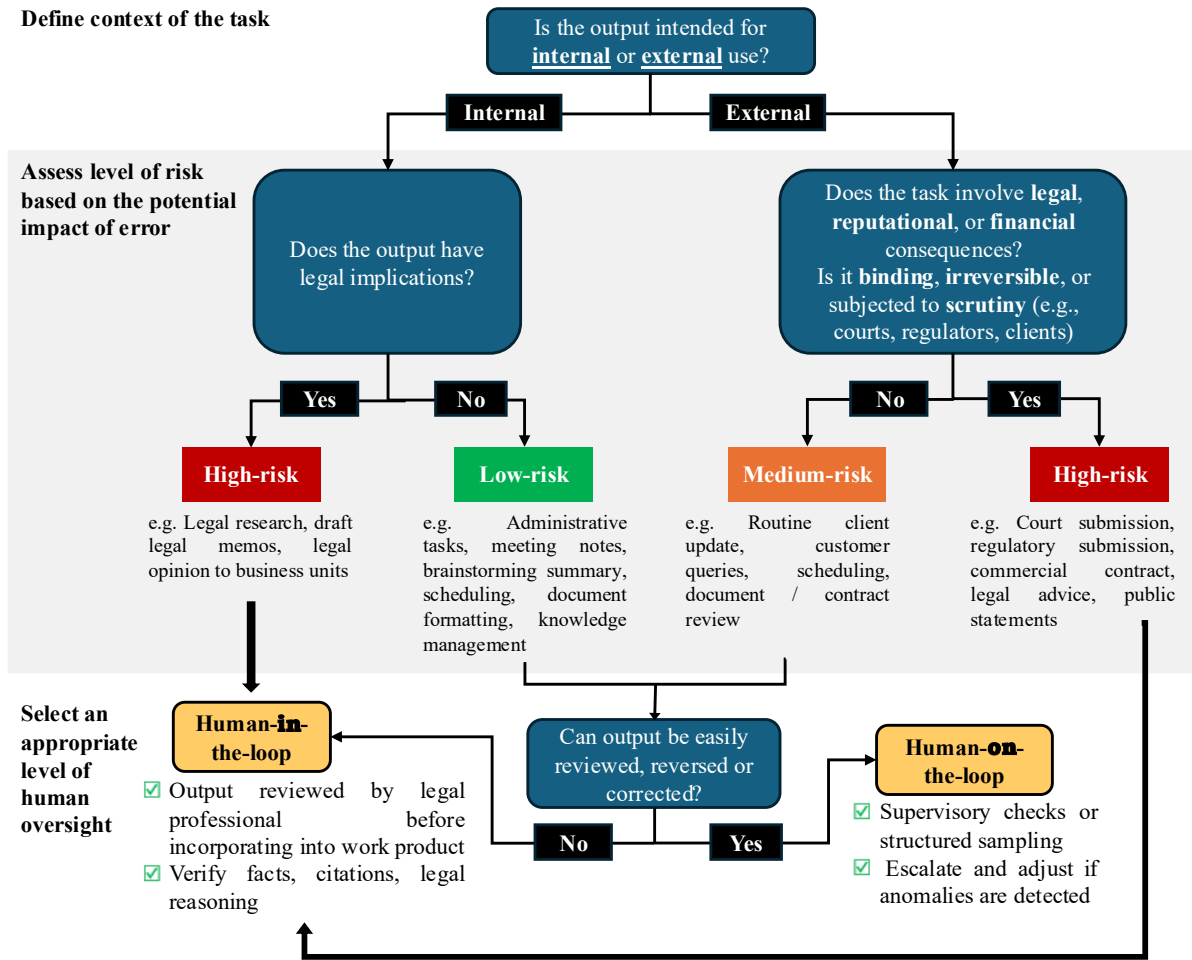 Define context of the task
Is the output intended for
internal or external use?
Internal
External
Assess level of risk
based on the potential
impact of error
Does the output have
legal implications?
Does the task involve legal,
reputational, or financial
consequences?
Is it binding, irreversible, or
subjected to scrutiny (e.g.,
courts, regulators, clients)
Yes
No
No
Yes
High-risk
Low-risk
Medium-risk
High-risk
e.g. Legal research, draft
legal memos, legal
opinion to business units
e.g. Administrative
tasks, meeting notes,
brainstorming summary,
scheduling, document
formatting, knowledge
management
e.g. Routine client
update, customer
queries, scheduling,
document / contract
review
e.g. Court submission,
regulatory submission,
commercial contract,
legal advice, public
statements
Select an
appropriate
level of
human
oversight
Human-in-
the-loop
Output reviewed by legal
professional before
incorporating into work product
Verify facts, citations, legal
reasoning
Can output be easily
reviewed, reversed or
corrected?
No
Yes
Human-on-
the-loop
Supervisory checks or
structured sampling
Escalate and adjust if
anomalies are detected